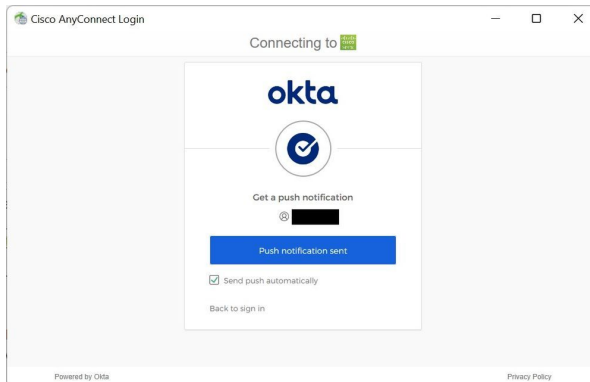 Cisco AnyConnect Login
Connecting to
okta
Get a push notification
Push notification sent
Send push automatically
Back to sign in
Powered by Okta
Privacy Policy